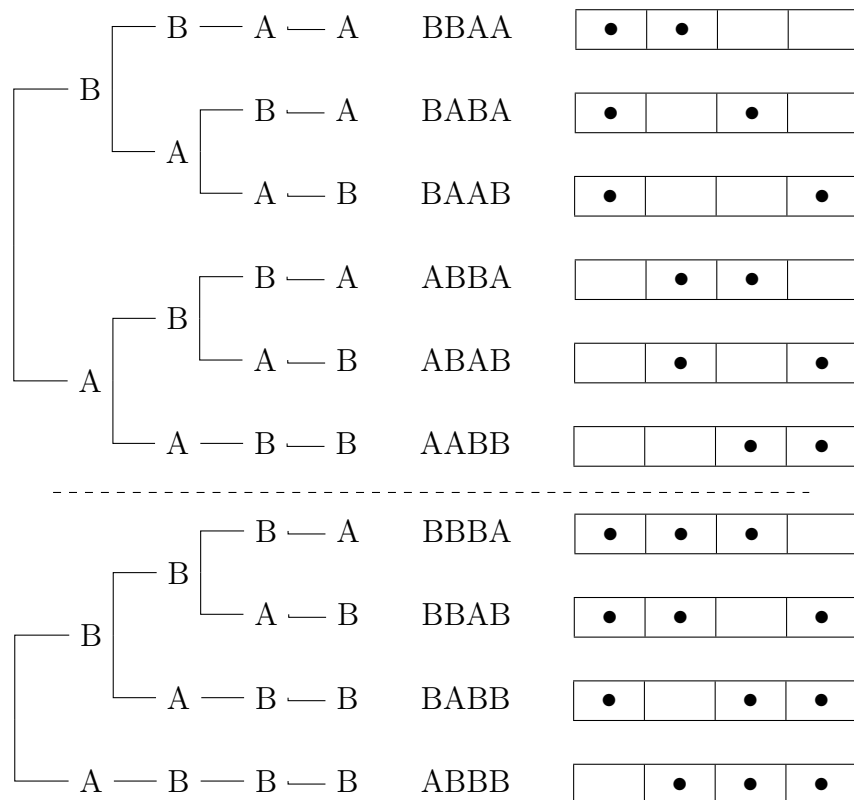 B B A A BBAA
B
B A BABA
A
A B BAAB
B A ABBA
B
A B ABAB
A
A B B AABB
B A BBBA
B
A B BBAB
B
A B B BABB
A B B B ABBB